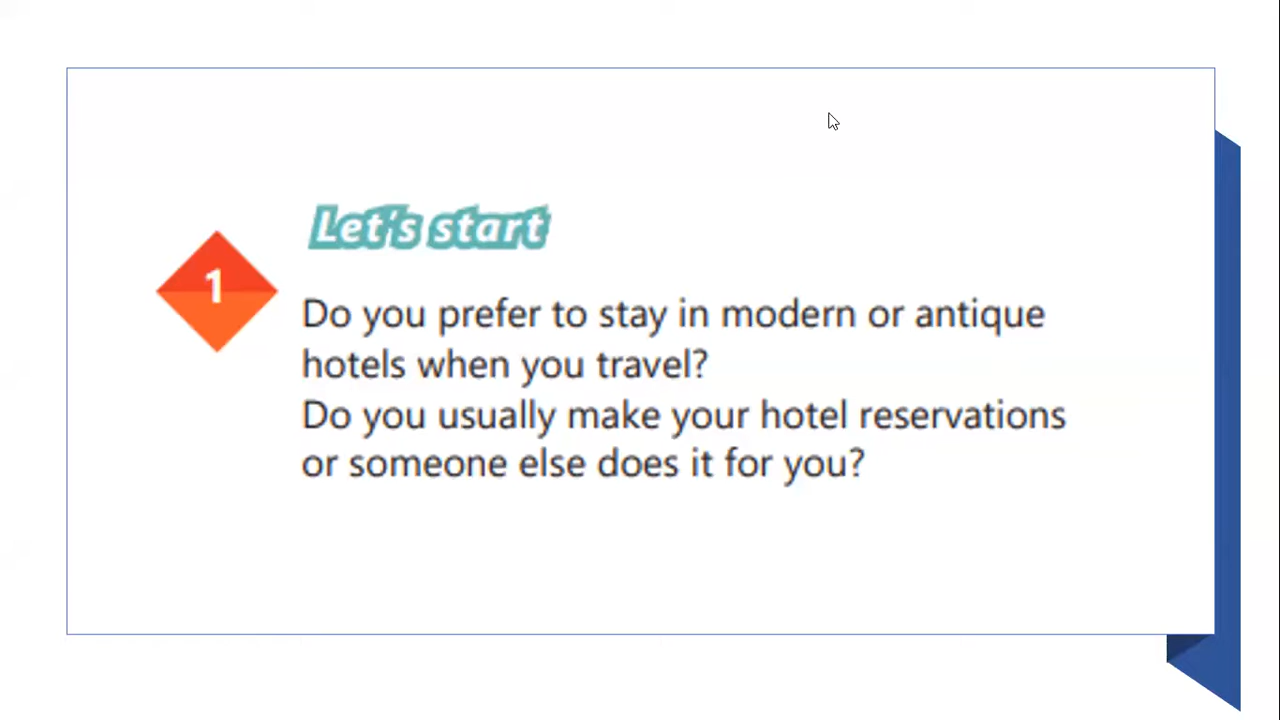 Let's start
1
Do you prefer to stay in modern or antique
hotels when you travel?
Do you usually make your hotel reservations
or someone else does it for you?